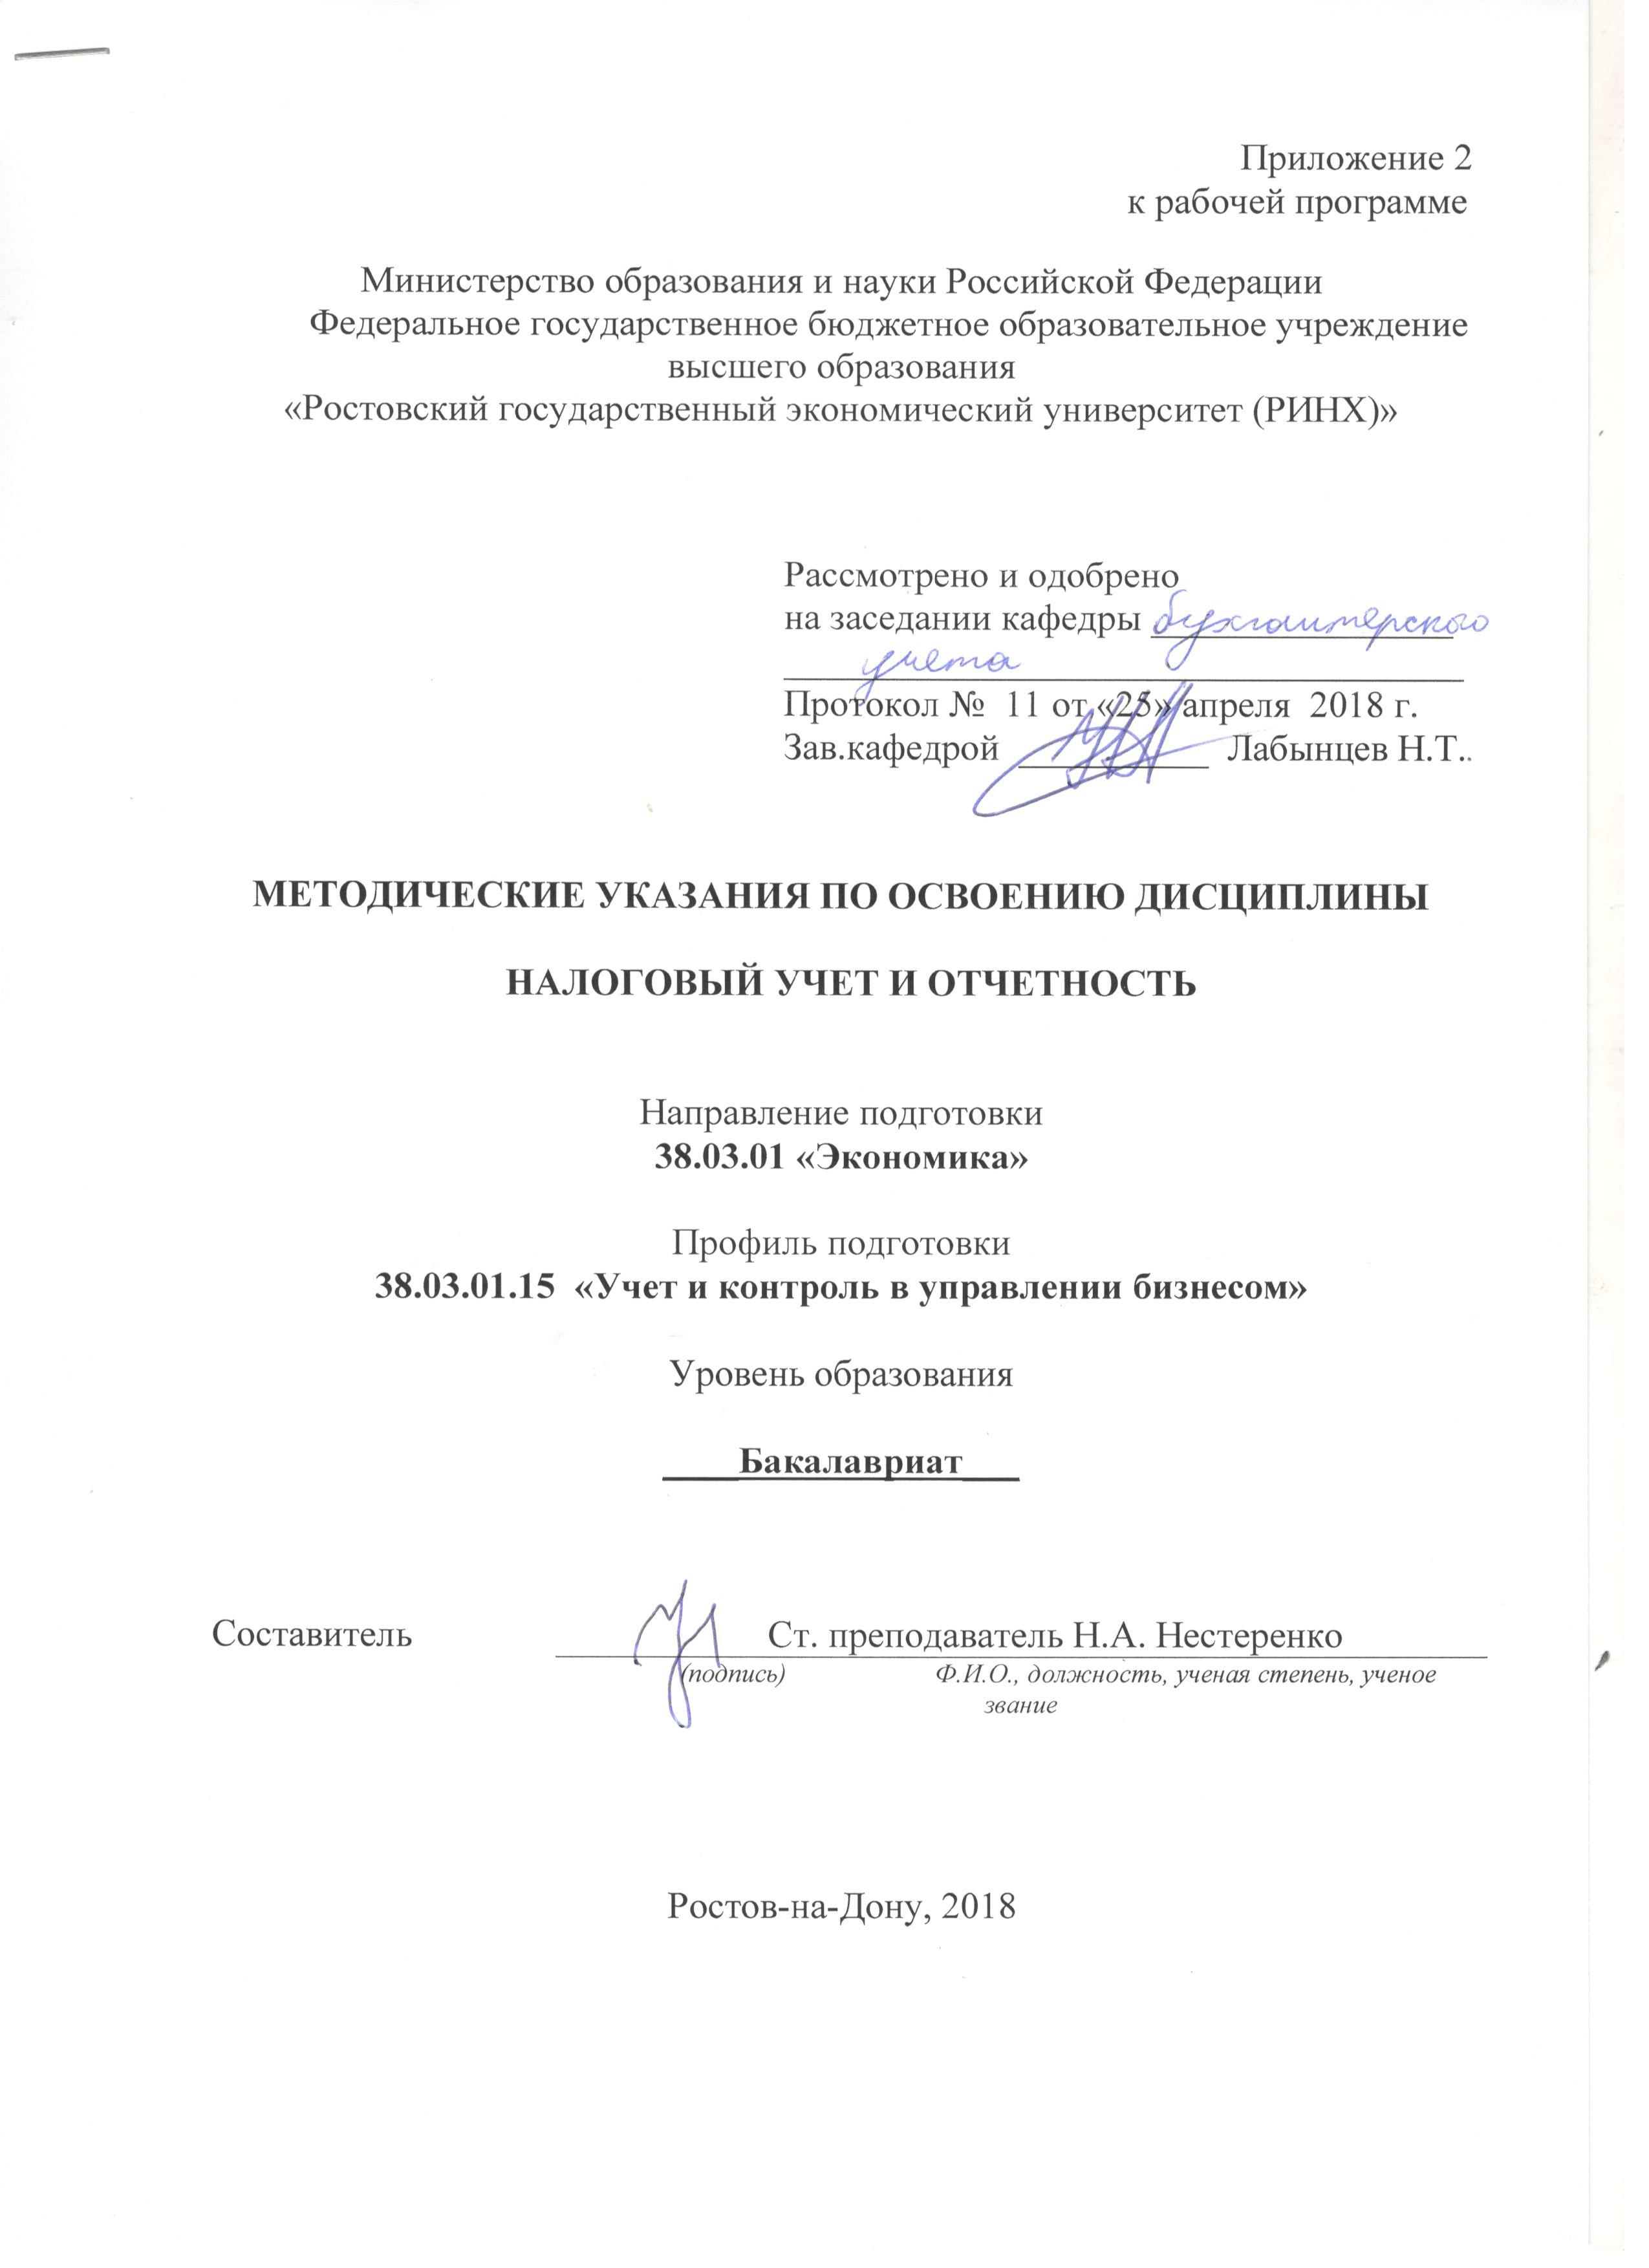 Приложение 2
к рабочей программе
Министерство образования и науки Российской Федерации
Федеральное государственное бюджетное образовательное учреждение
высшего образования
«Ростовский государственный экономический университет (РИНХ)»
Рассмотрено и одобрено
на заседании кафедры бухгалтерского
учета
Протокол № 11 от «25» апреля 2018 г.
Зав.кафедрой Лабынцев Н.Т..
МЕТОДИЧЕСКИЕ УКАЗАНИЯ ПО ОСВОЕНИЮ ДИСЦИПЛИНЫ
НАЛОГОВЫЙ УЧЕТ И ОТЧЕТНОСТЬ
Направление подготовки
38.03.01 «Экономика»
Профиль подготовки
38.03.01.15 «Учет и контроль в управлении бизнесом»
Уровень образования
Бакалавриат
Составитель Ст. преподаватель Н.А. Нестеренко
(подпись) Ф.И.О., должность, ученая степень, ученое
звание
Ростов-на-Дону, 2018